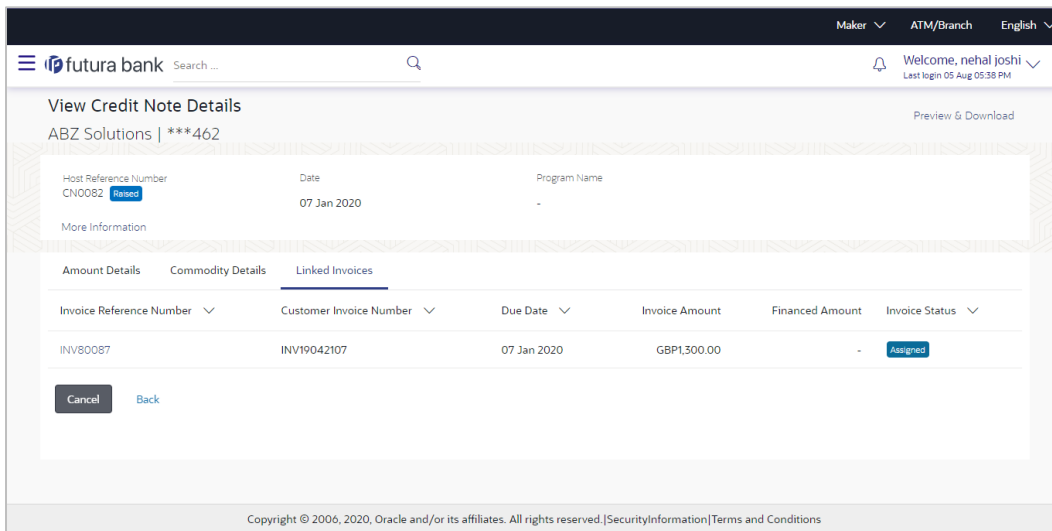 Maker ATM/Branch English
futura bank Search ... Welcome, nehal joshi
Last login 05 Aug 05:38 PM
View Credit Note Details
Preview & Download
ABZ Solutions | ***462
Host Reference Number Date Program Name
CN0082 Raised 07 Jan 2020 -
More Information
Amount Details Commodity Details Linked Invoices
Invoice Reference Number Customer Invoice Number Due Date Invoice Amount Financed Amount Invoice Status
INV80087 INV19042107 07 Jan 2020 GBP1,300.00 - Assigned
Cancel Back
Copyright © 2006, 2020, Oracle and/or its affiliates. All rights reserved.|SecurityInformation|Terms and Conditions